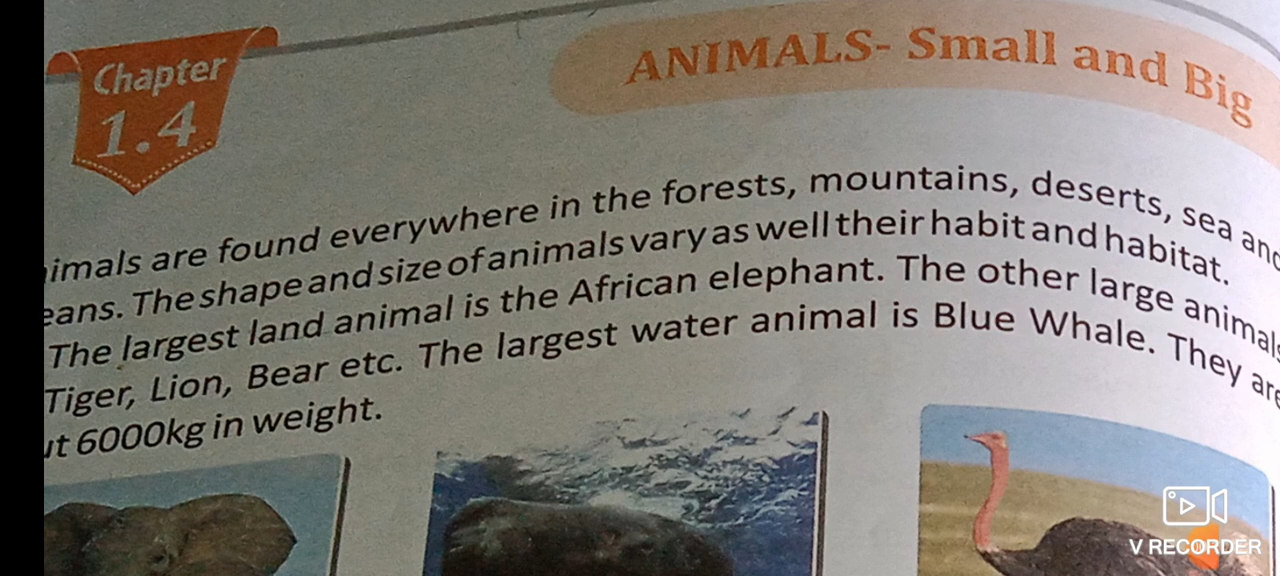 Chapter
1.4
ANIMALS- Small and Big
imals are found everywhere in the forests, mountains, deserts, sea and
eans. The shape and size of animals vary as well their habit and habitat.
The largest land animal is the African elephant. The other large animals
Tiger, Lion, Bear etc. The largest water animal is Blue Whale. They are
ut 6000kg in weight.
V RECORDER